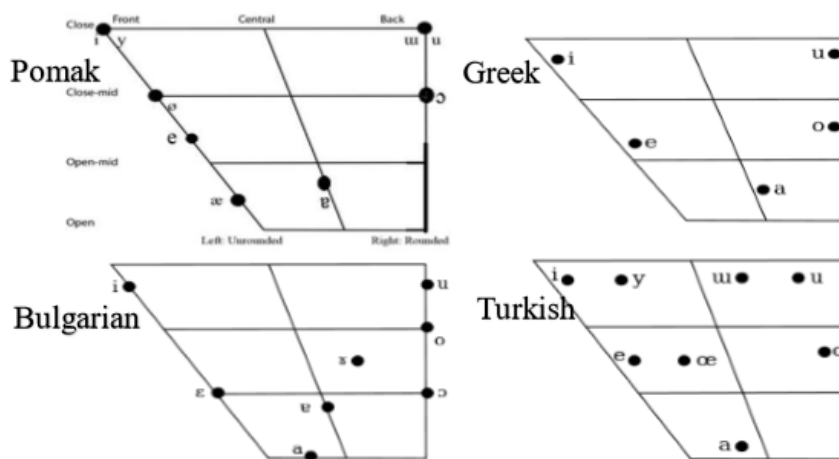 Close Front Central Back
i y ɯ u
Pomak
Close-mid ɔ
ø
e
Open-mid
æ ɐ
Open
Left: Unrounded Right: Rounded
Greek
i u
o
e
a
Bulgarian
i u
o
ɤ
ɛ ɔ
ɐ
a
Turkish
i y ɯ u
e œ
a